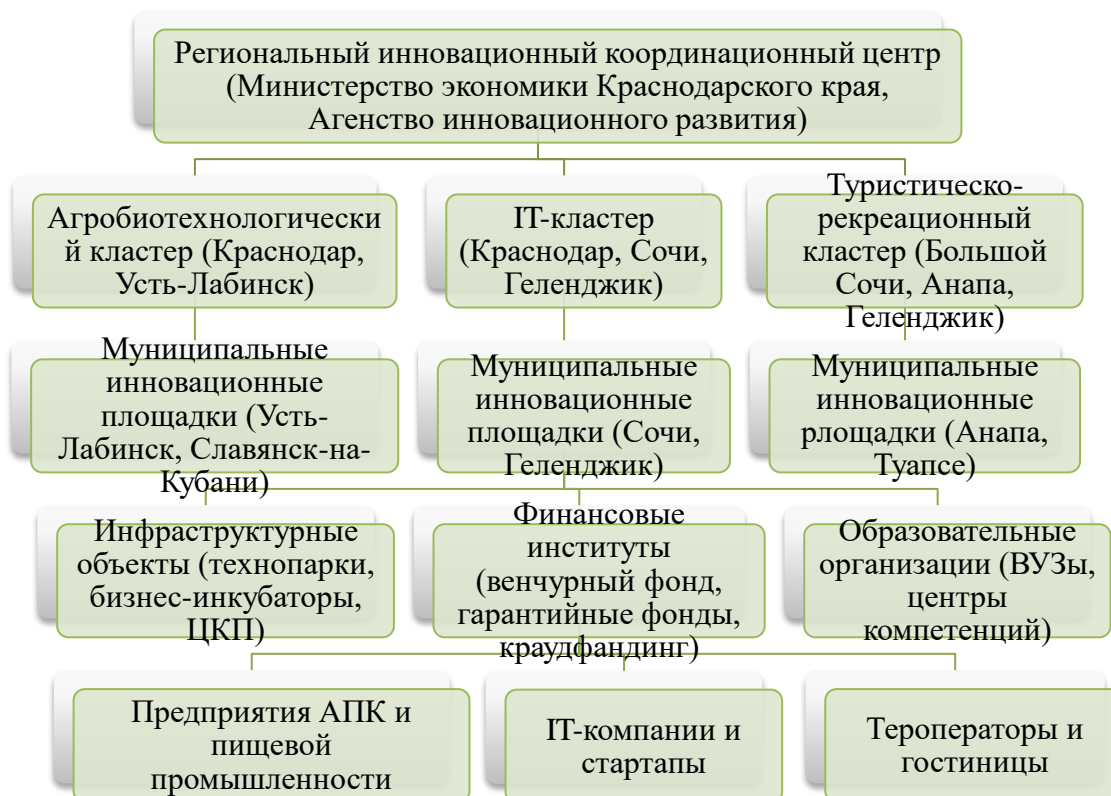 Региональный инновационный координационный центр
(Министерство экономики Краснодарского края,
Агенство инновационного развития)
Агробиотехнологически
й кластер (Краснодар,
Усть-Лабинск)
IT-кластер
(Краснодар, Сочи,
Геленджик)
Туристическо-
рекреационный
кластер (Большой
Сочи, Анапа,
Геленджик)
Муниципальные
инновационные
площадки (Усть-
Лабинск, Славянск-на-
Кубани)
Муниципальные
инновационные
площадки (Сочи,
Геленджик)
Муниципальные
инновационные
рлощадки (Анапа,
Туапсе)
Инфраструктурные
объекты (технопарки,
бизнес-инкубаторы,
ЦКП)
Финансовые
институты
(венчурный фонд,
гарантийные фонды,
краудфандинг)
Образовательные
организации (ВУЗы,
центры
компетенций)
Предприятия АПК и
пищевой
промышленности
IT-компании и
стартапы
Тероператоры и
гостиницы